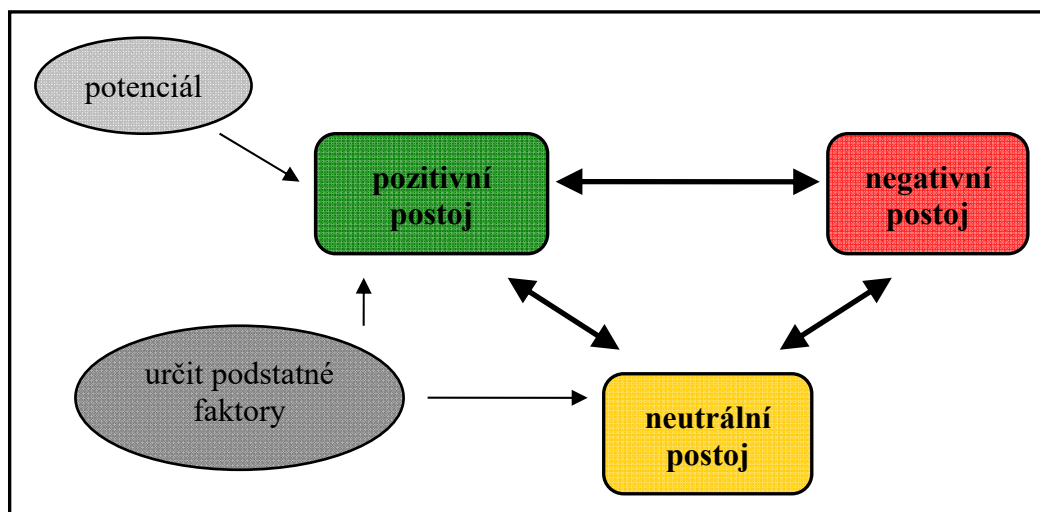 potenciál
pozitivní
postoj
negativní
postoj
určit podstatné
faktory
neutrální
postoj